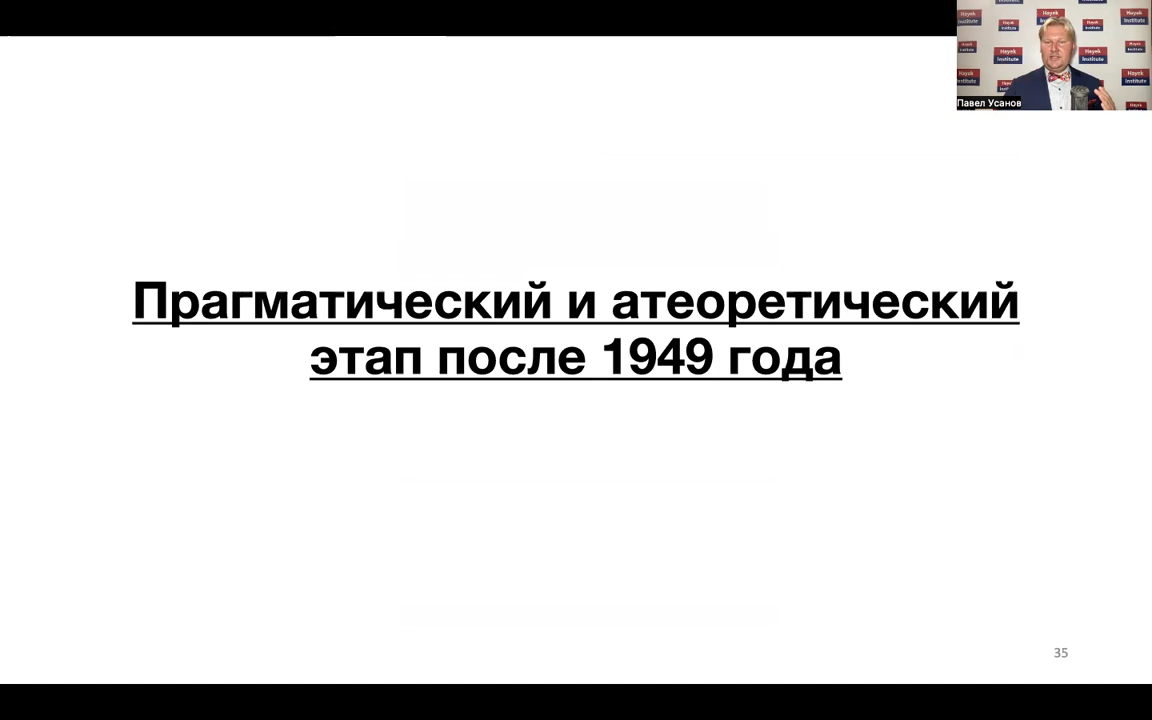 Hayek
Institute
Павел Усанов
Прагматический и атеоретический
этап после 1949 года
35